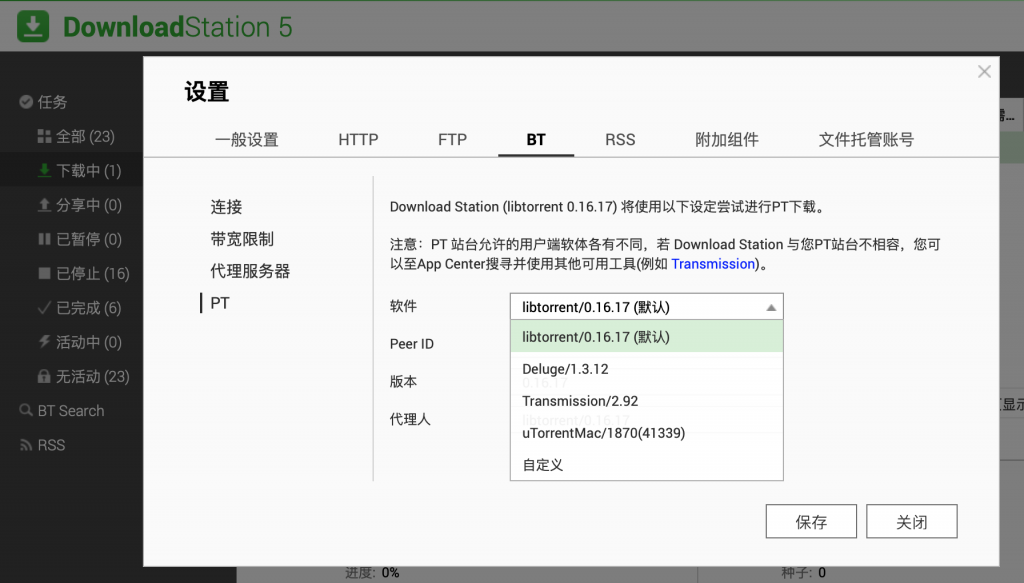 DownloadStation 5
设置
一般设置 HTTP FTP BT RSS 附加组件 文件托管账号
任务
全部 (23)
下载中 (1)
分享中 (0)
已暂停 (0)
已停止 (16)
已完成 (6)
活动中 (0)
无活动 (23)
BT Search
RSS
连接
带宽限制
代理服务器
PT
Download Station (libtorrent 0.16.17) 将使用以下设定尝试进行PT下载。
注意：PT 站台允许的用户端软体各有不同，若 Download Station 与您PT站台不相容，您可
以至App Center搜寻并使用其他可用工具(例如 Transmission)。
软件 libtorrent/0.16.17 (默认)
Peer ID
版本 0.16.17
代理人 libtorrent/0.16.17
libtorrent/0.16.17 (默认)
Deluge/1.3.12
Transmission/2.92
uTorrentMac/1870(41339)
自定义
保存 关闭
显示
进度: 0% 种子: 0